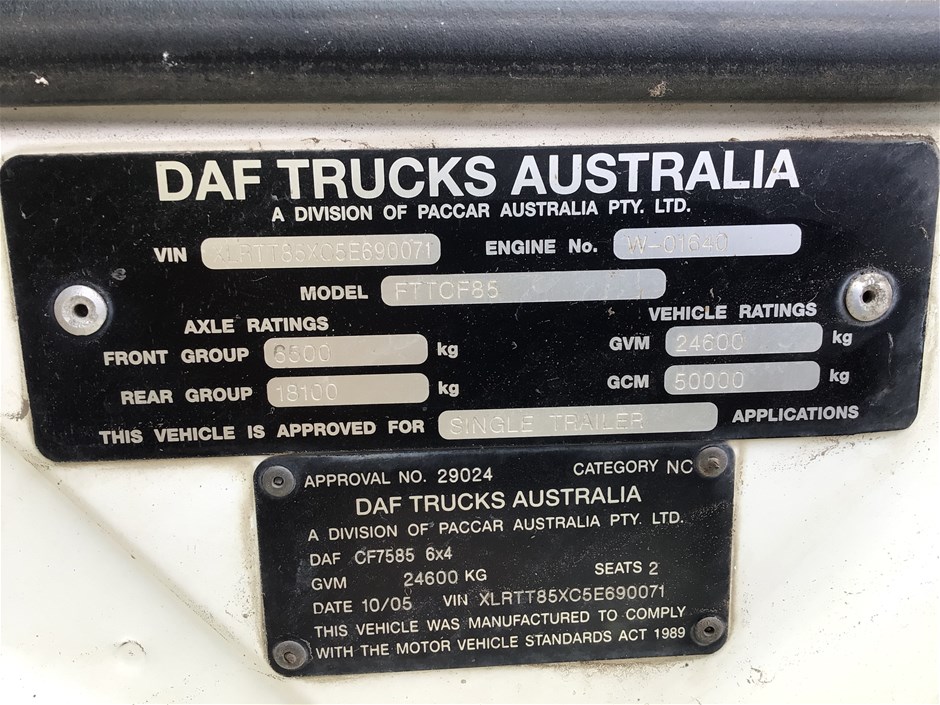 DAF TRUCKS AUSTRALIA
A DIVISION OF PACCAR AUSTRALIA PTY. LTD.
VIN XLRTT85XC5E690071 ENGINE No. W-01640
MODEL FTTCF85
AXLE RATINGS VEHICLE RATINGS
FRONT GROUP 6500 kg GVM 24600 kg
REAR GROUP 18100 kg GCM 50000 kg
THIS VEHICLE IS APPROVED FOR SINGLE TRAILER APPLICATIONS
APPROVAL NO. 29024 CATEGORY NC
DAF TRUCKS AUSTRALIA
A DIVISION OF PACCAR AUSTRALIA PTY. LTD.
DAF CF7585 6x4
GVM 24600 KG SEATS 2
DATE 10/05 VIN XLRTT85XC5E690071
THIS VEHICLE WAS MANUFACTURED TO COMPLY
WITH THE MOTOR VEHICLE STANDARDS ACT 1989